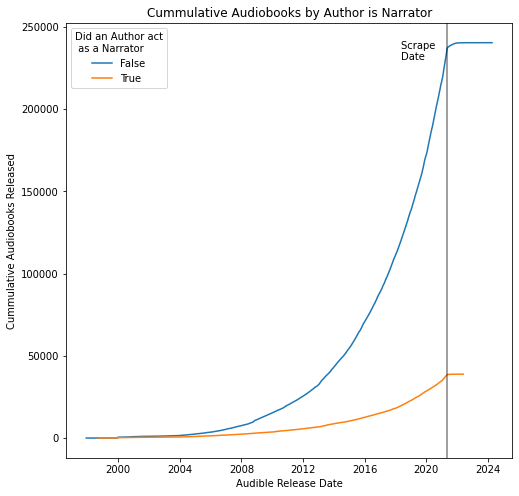 Cummulative Audiobooks by Author is Narrator
Did an Author act
as a Narrator
False
True
Scrape
Date
Cummulative Audiobooks Released
250000
200000
150000
100000
50000
0
2000
2004
2008
2012
2016
2020
2024
Audible Release Date